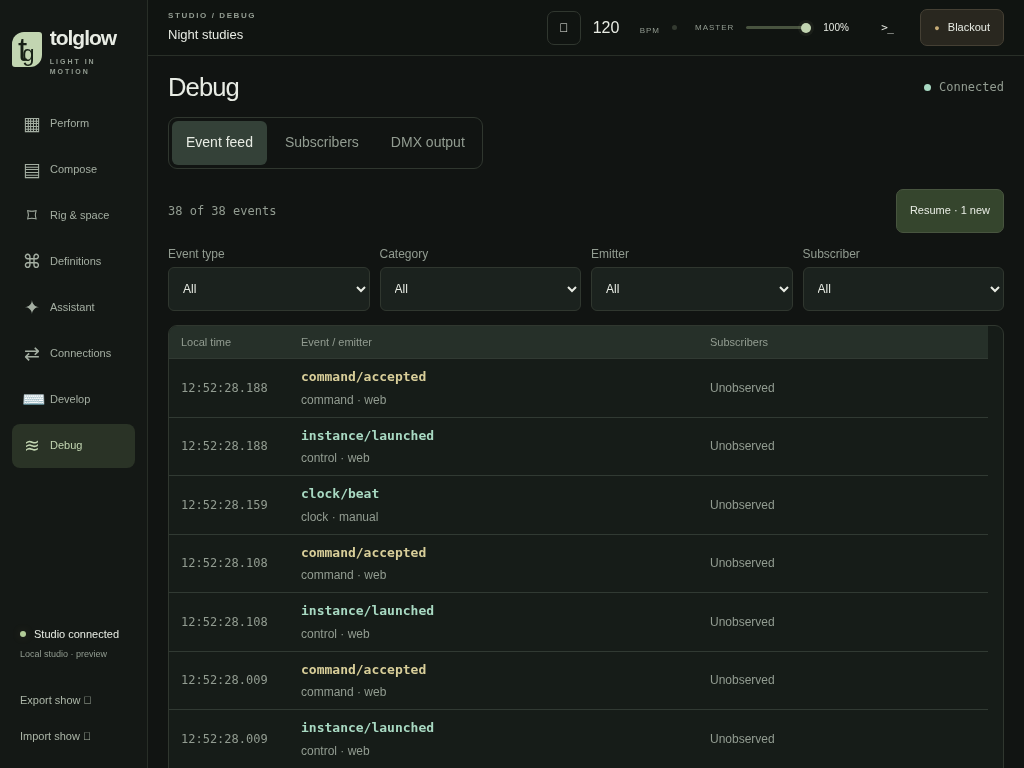 tg tolglow
LIGHT IN MOTION
Perform
Compose
Rig & space
Definitions
Assistant
Connections
Develop
Debug
Studio connected
Local studio · preview
Export show
Import show
STUDIO / DEBUG
Night studies
120 BPM
MASTER 100%
>_
Blackout
Debug
Connected
Event feed Subscribers DMX output
38 of 38 events
Resume · 1 new
Event type Category Emitter Subscriber
All All All All
Local time Event / emitter Subscribers
12:52:28.188 command/accepted Unobserved
command · web
12:52:28.188 instance/launched Unobserved
control · web
12:52:28.159 clock/beat Unobserved
clock · manual
12:52:28.108 command/accepted Unobserved
command · web
12:52:28.108 instance/launched Unobserved
control · web
12:52:28.009 command/accepted Unobserved
command · web
12:52:28.009 instance/launched Unobserved
control · web